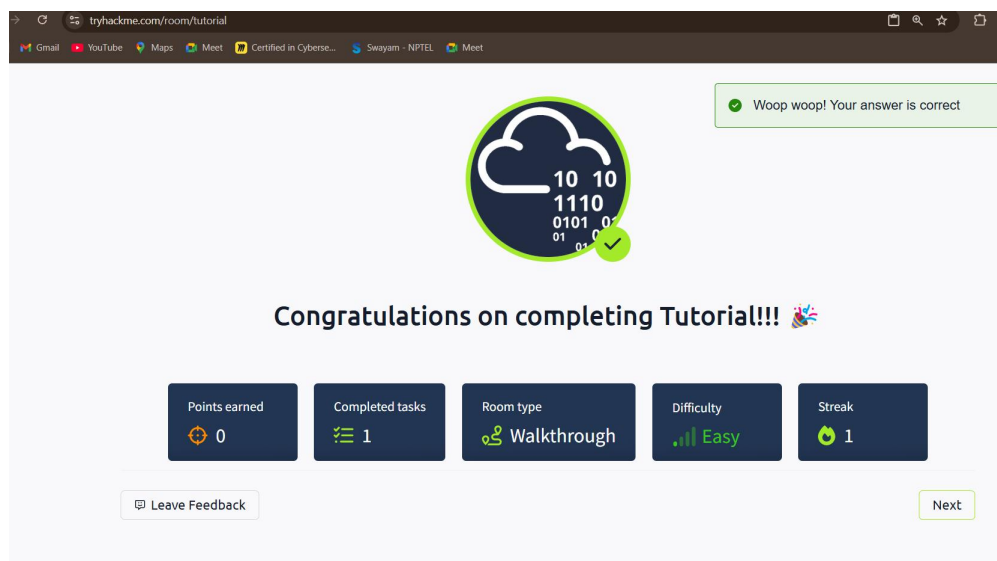 tryhackme.com/room/tutorial
Gmail YouTube Maps Meet Certified in Cyberse... Swayam - NPTEL Meet
Woop woop! Your answer is correct
10 10
1110
0101
01
01
Congratulations on completing Tutorial!!! 🎉
Points earned Completed tasks Room type Difficulty Streak
0 1 Walkthrough Easy 1
Leave Feedback Next